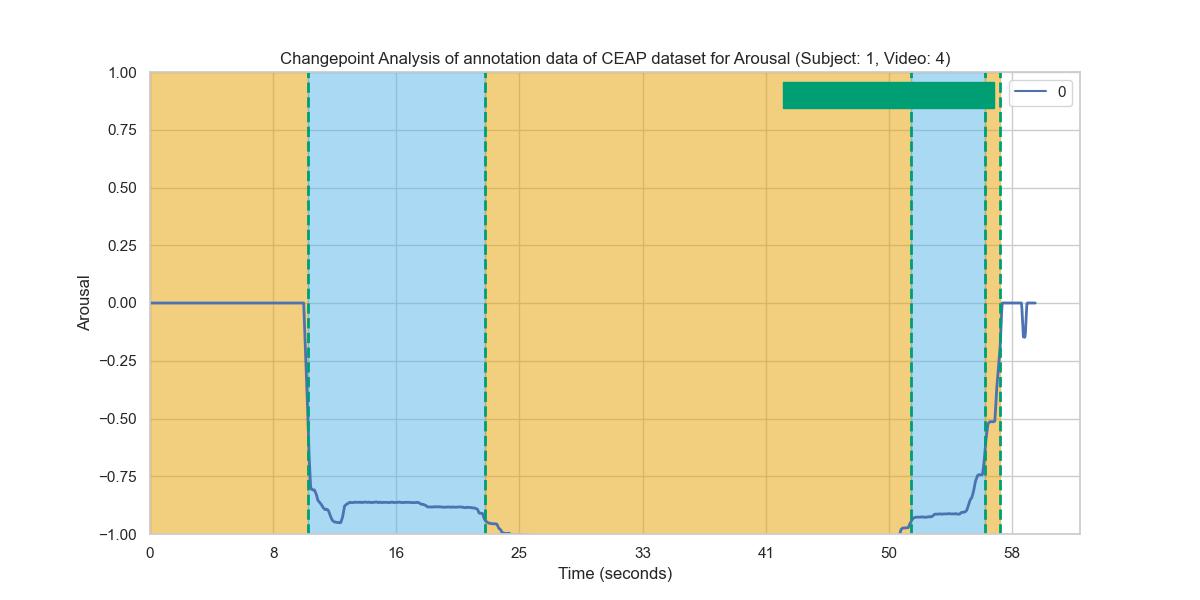 Changepoint Analysis of annotation data of CEAP dataset for Arousal (Subject: 1, Video: 4)
1.00
0.75
0.50
0.25
0.00
−0.25
−0.50
−0.75
−1.00
Arousal
0
0 8 16 25 33 41 50 58
Time (seconds)